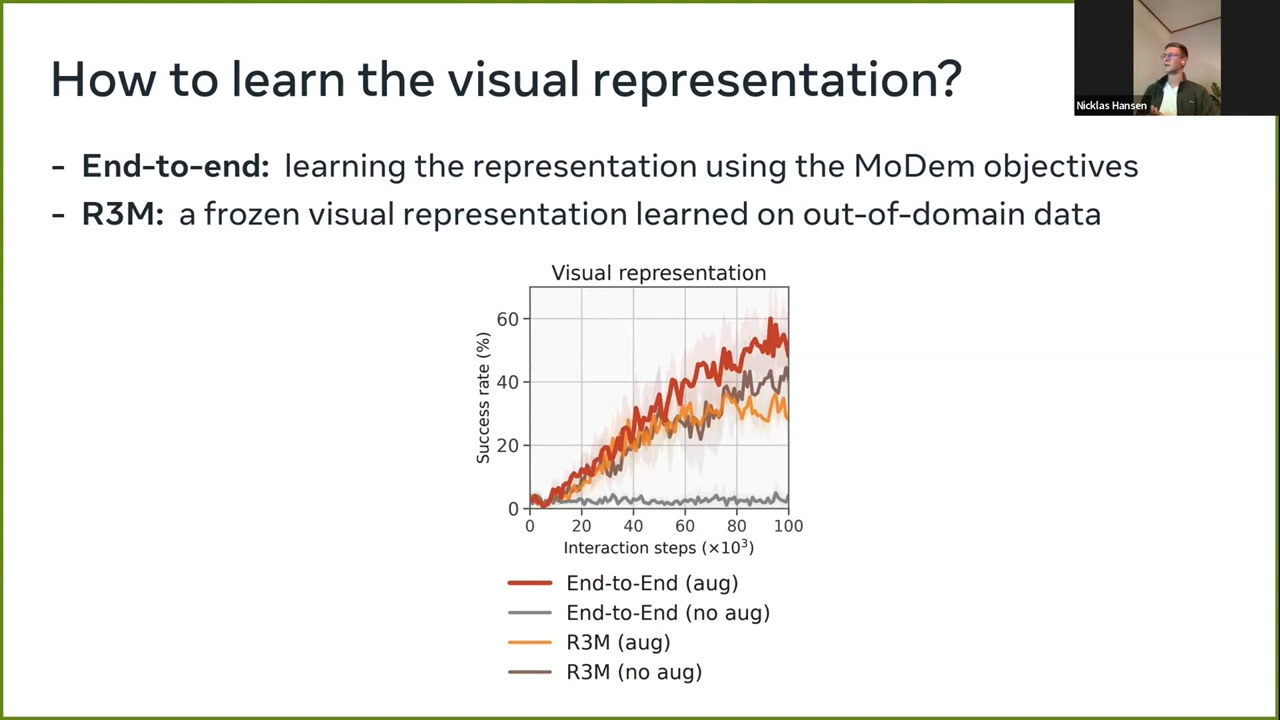 How to learn the visual representation?
Nicklas Hansen
- End-to-end: learning the representation using the MoDem objectives
- R3M: a frozen visual representation learned on out-of-domain data
Visual representation
Success rate (%)
60
40
20
0
0 20 40 60 80 100
Interaction steps (×10³)
End-to-End (aug)
End-to-End (no aug)
R3M (aug)
R3M (no aug)